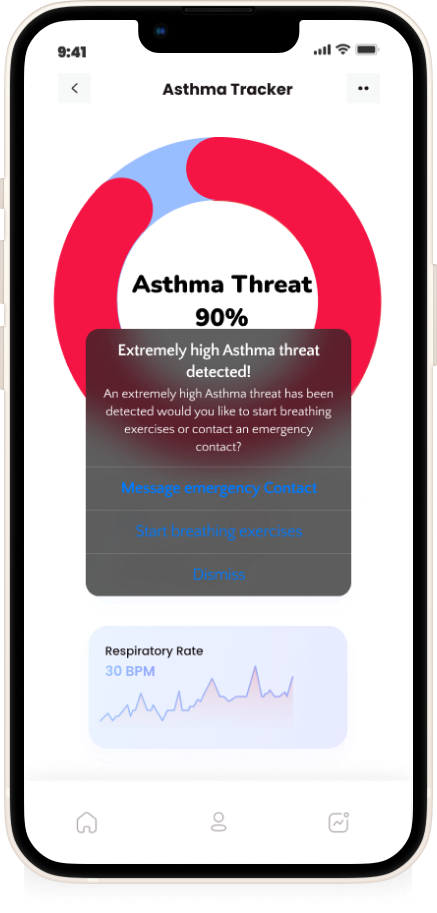 9:41
Asthma Tracker
Asthma Threat
90%
Extremely high Asthma threat
detected!
An extremely high Asthma threat has been
detected would you like to start breathing
exercises or contact an emergency
contact?
Message emergency Contact
Start breathing exercises
Dismiss
Respiratory Rate
30 BPM